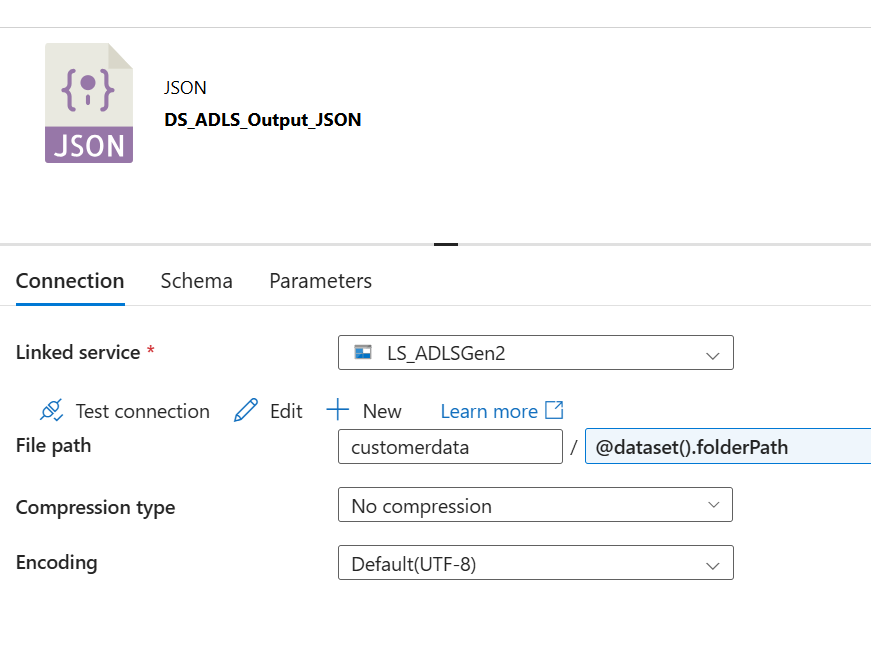 JSON
JSON
DS_ADLS_Output_JSON
Connection Schema Parameters
Linked service * LS_ADLSGen2
Test connection Edit New Learn more
File path customerdata / @dataset().folderPath
Compression type No compression
Encoding Default(UTF-8)